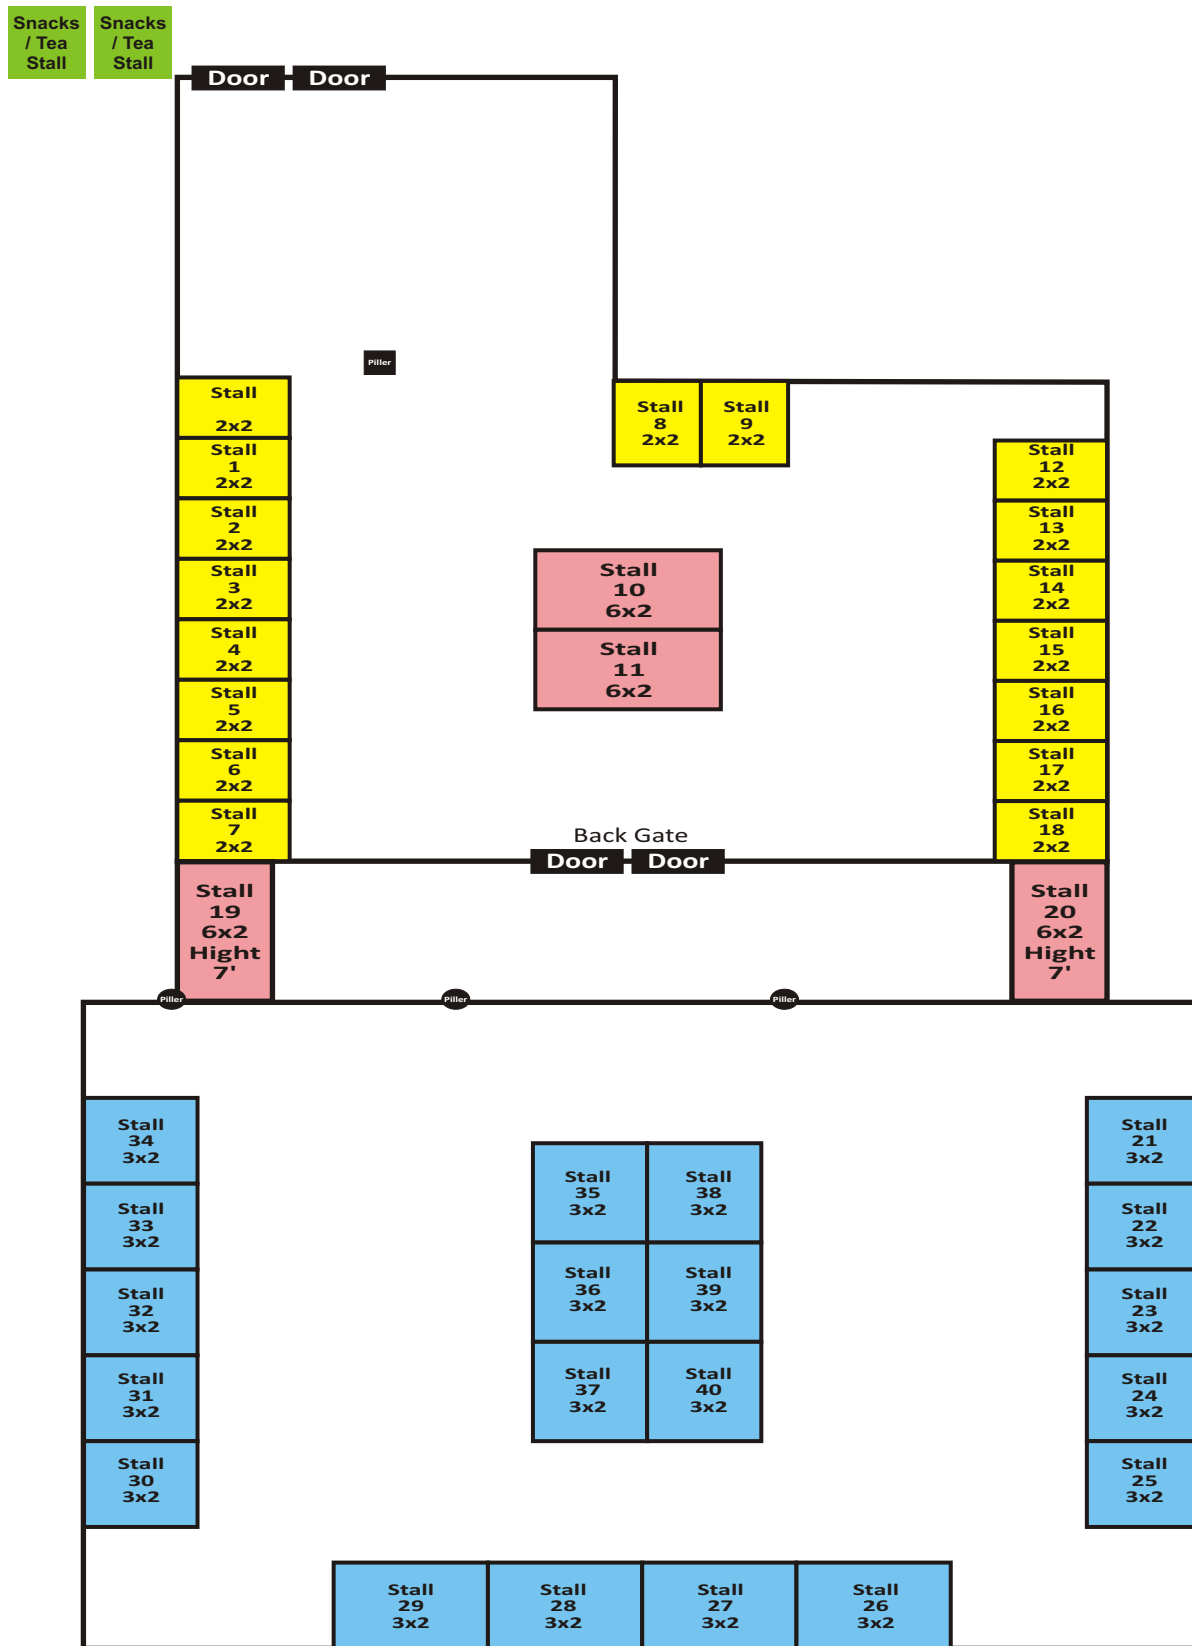 Snacks
/ Tea
Stall
Snacks
/ Tea
Stall
Door
Door
Piller
Stall
2x2
Stall
1
2x2
Stall
2
2x2
Stall
3
2x2
Stall
4
2x2
Stall
5
2x2
Stall
6
2x2
Stall
7
2x2
Stall
8
2x2
Stall
9
2x2
Stall
10
6x2
Stall
11
6x2
Stall
12
2x2
Stall
13
2x2
Stall
14
2x2
Stall
15
2x2
Stall
16
2x2
Stall
17
2x2
Stall
18
2x2
Back Gate
Door
Door
Stall
19
6x2
Hight
7'
Stall
20
6x2
Hight
7'
Piller
Piller
Piller
Stall
34
3x2
Stall
33
3x2
Stall
32
3x2
Stall
31
3x2
Stall
30
3x2
Stall
35
3x2
Stall
38
3x2
Stall
36
3x2
Stall
39
3x2
Stall
37
3x2
Stall
40
3x2
Stall
21
3x2
Stall
22
3x2
Stall
23
3x2
Stall
24
3x2
Stall
25
3x2
Stall
29
3x2
Stall
28
3x2
Stall
27
3x2
Stall
26
3x2